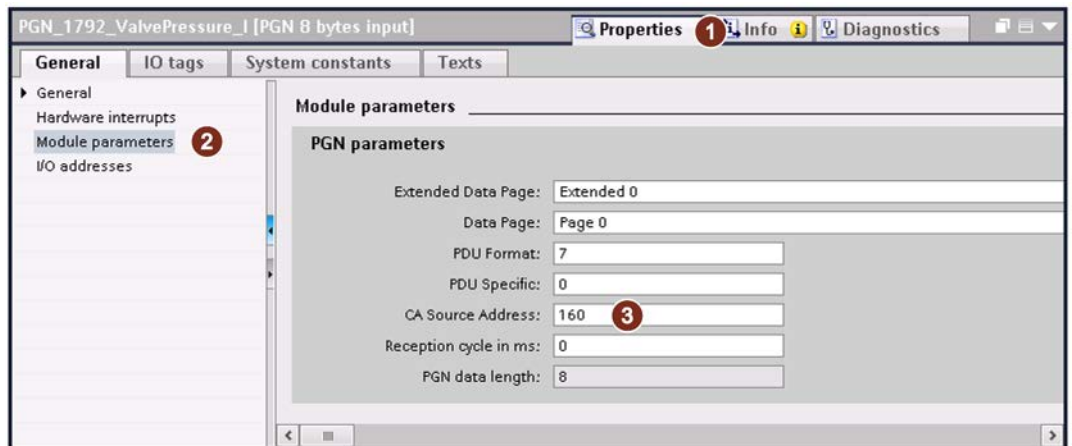 PGN_1792_ValvePressure_I [PGN 8 bytes input]
Properties 1 Info Diagnostics
General IO tags System constants Texts
General
Hardware interrupts
Module parameters 2
I/O addresses
Module parameters
PGN parameters
Extended Data Page: Extended 0
Data Page: Page 0
PDU Format: 7
PDU Specific: 0
CA Source Address: 160 3
Reception cycle in ms: 0
PGN data length: 8